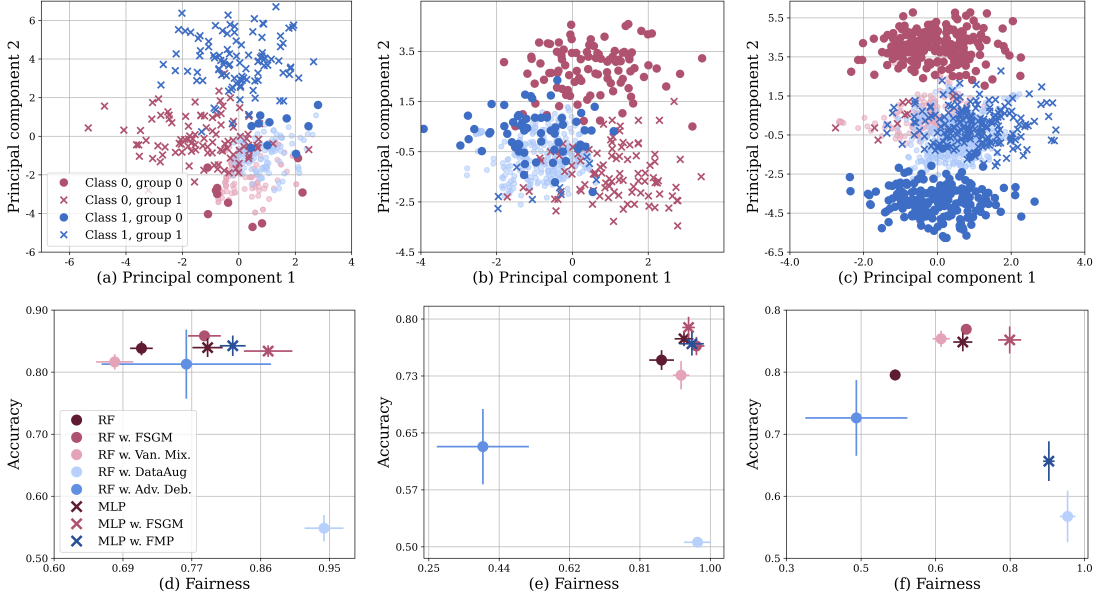 Principal component 2
6
4
2
0
-2
-4
-6
Class 0, group 0
Class 0, group 1
Class 1, group 0
Class 1, group 1
-6
-4
-2
0
2
4
(a) Principal component 1
Principal component 2
3.5
1.5
-0.5
-2.5
-4.5
-4
-2
0
2
(b) Principal component 1
Principal component 2
5.5
3.5
1.5
-0.5
-2.5
-4.5
-6.5
-4.0
-2.0
0.0
2.0
4.0
(c) Principal component 1
Accuracy
0.90
0.80
0.70
0.60
0.50
RF
RF w. FSGM
RF w. Van. Mix.
RF w. DataAug
RF w. Adv. Deb.
MLP
MLP w. FSGM
MLP w. FMP
0.60
0.69
0.77
0.86
0.95
(d) Fairness
Accuracy
0.80
0.73
0.65
0.57
0.50
0.25
0.44
0.62
0.81
1.00
(e) Fairness
Accuracy
0.8
0.8
0.7
0.6
0.5
0.3
0.5
0.6
0.8
1.0
(f) Fairness